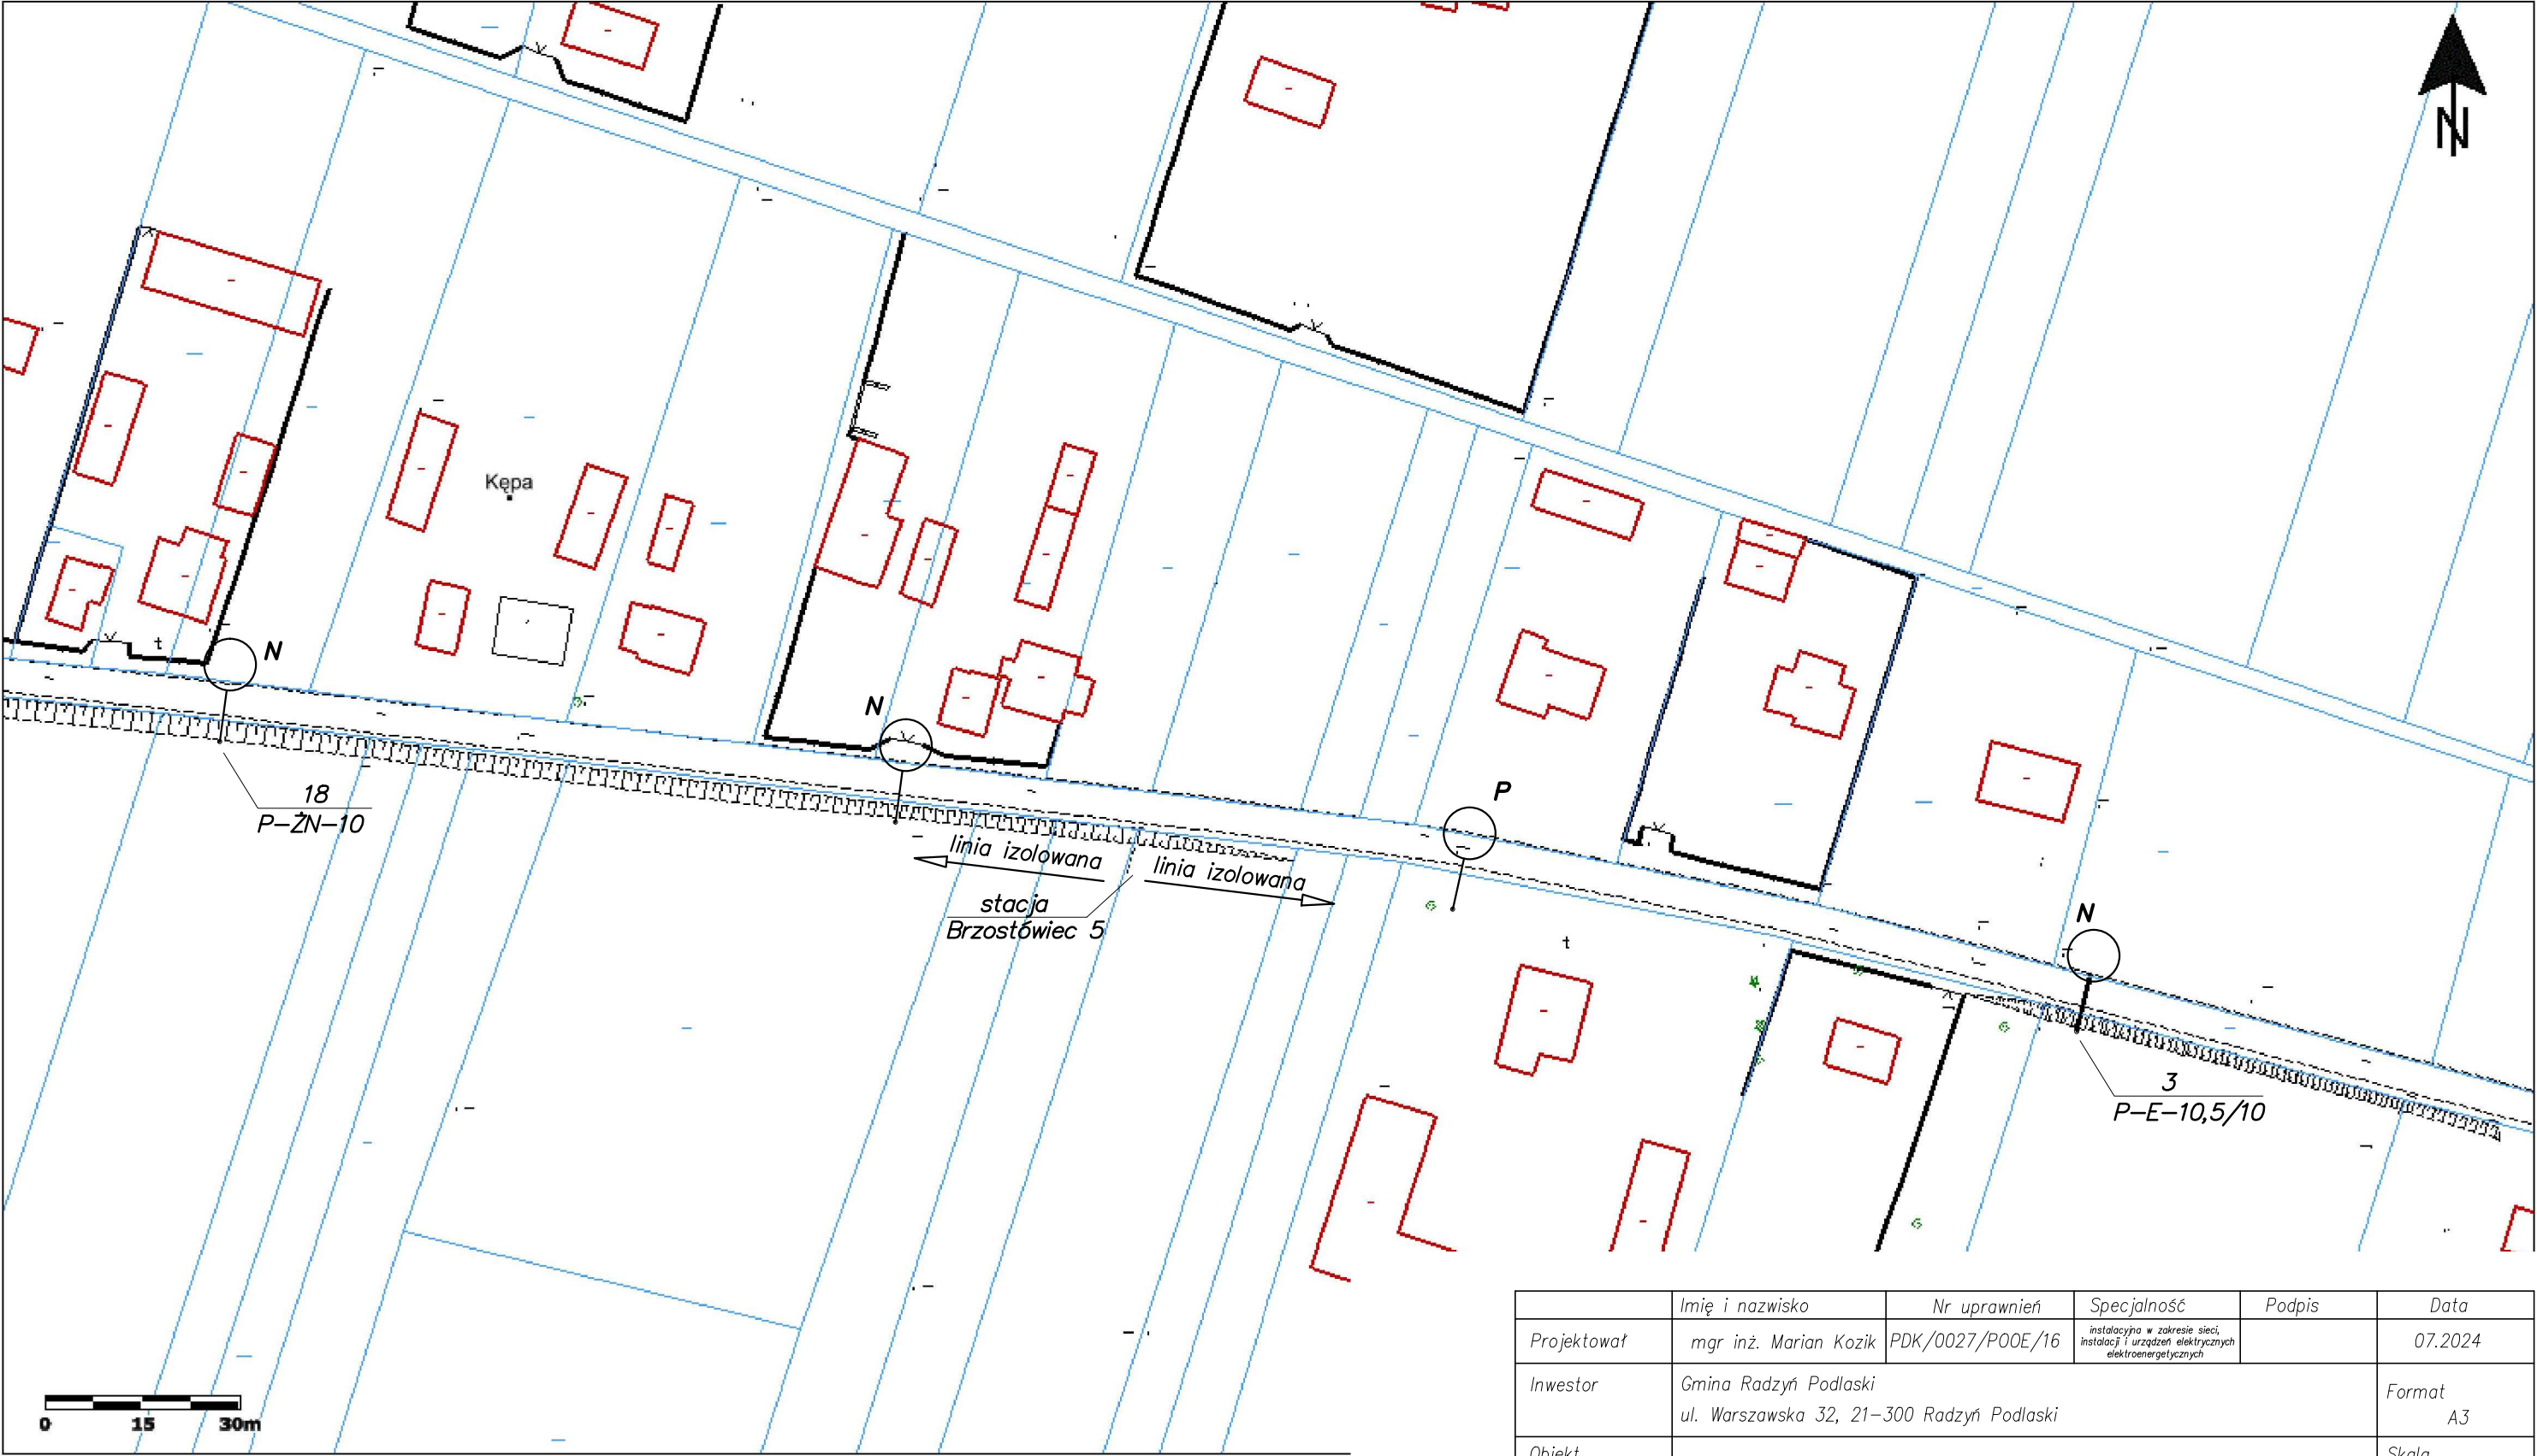 N
Kępa
t
N
N
18
P-ŻN-10
P
linia izolowana
linia izolowana
stacja
Brzostówiec 5
t
N
3
P-E-10,5/10
0 15 30m
Imię i nazwisko Nr uprawnień Specjalność Podpis Data
Projektował mgr inż. Marian Kozik PDK/0027/POOE/16 instalacyjna w zakresie sieci, instalacji i urządzeń elektrycznych elektroenergetycznych 07.2024
Inwestor Gmina Radzyń Podlaski
ul. Warszawska 32, 21-300 Radzyń Podlaski
Format
A3
Obiekt Skala